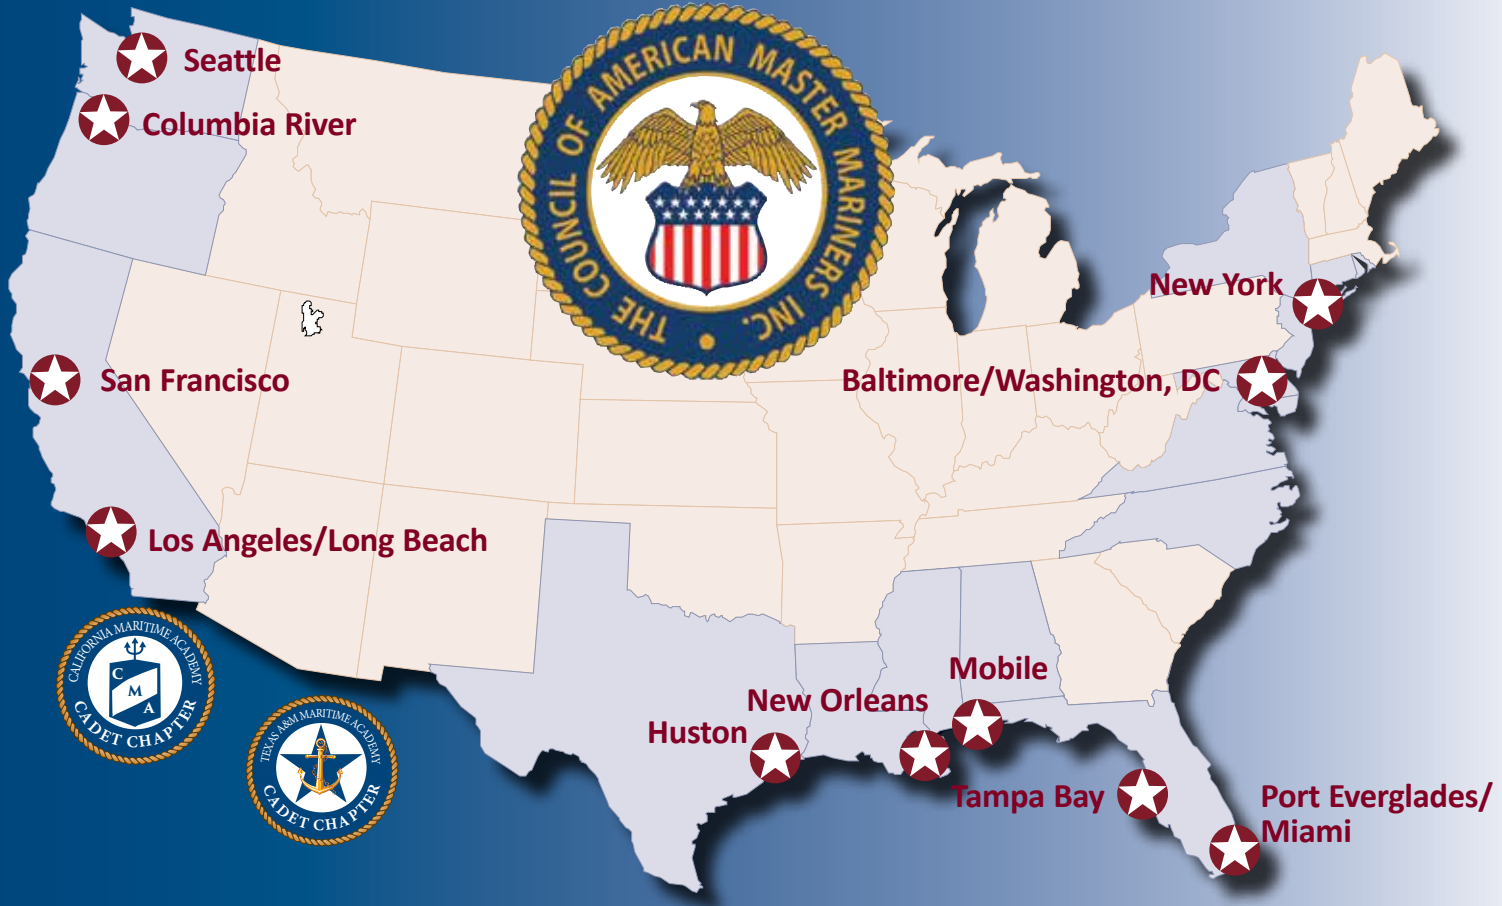 THE COUNCIL OF AMERICAN MASTER MARINERS INC.
Seattle
Columbia River
New York
San Francisco
Baltimore/Washington, DC
Los Angeles/Long Beach
CALIFORNIA MARITIME ACADEMY
C
M
A
CADET CHAPTER
Mobile
New Orleans
Huston
TEXAS A&M MARITIME ACADEMY
CADET CHAPTER
Tampa Bay
Port Everglades/
Miami